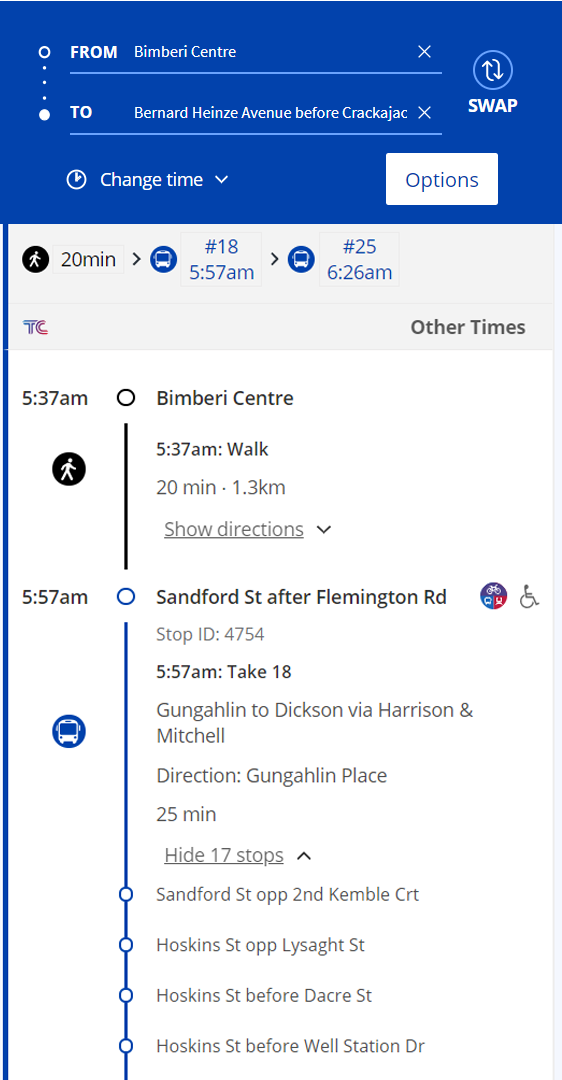 FROM Bimberi Centre
SWAP
TO Bernard Heinze Avenue before Crackajac
Change time
Options
20min
#18
5:57am
#25
6:26am
TC
Other Times
5:37am Bimberi Centre
5:37am: Walk
20 min · 1.3km
Show directions
5:57am Sandford St after Flemington Rd
Stop ID: 4754
5:57am: Take 18
Gungahlin to Dickson via Harrison &
Mitchell
Direction: Gungahlin Place
25 min
Hide 17 stops
Sandford St opp 2nd Kemble Crt
Hoskins St opp Lysaght St
Hoskins St before Dacre St
Hoskins St before Well Station Dr